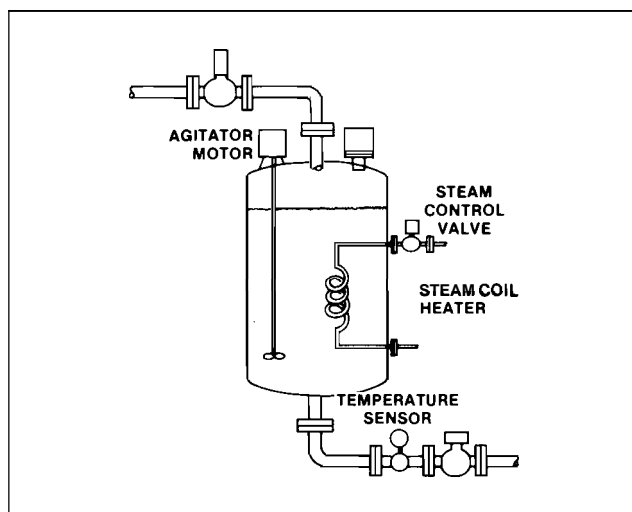 AGITATOR
MOTOR
STEAM
CONTROL
VALVE
STEAM COIL
HEATER
TEMPERATURE
SENSOR